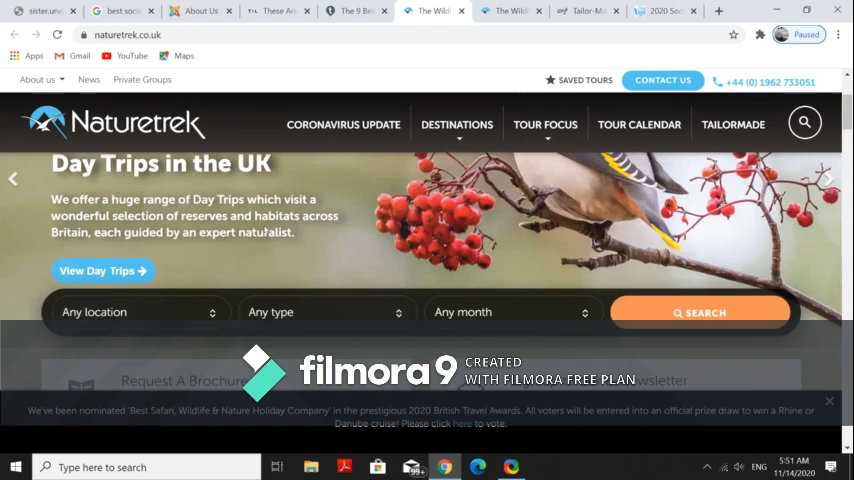 sister.une
best soci
About Us
These Are
The 9 Be
The Wildl
The Wildl
Tailor-Ma
2020 Soc
naturetrek.co.uk
Paused
Apps
Gmail
YouTube
Maps
About us
News
Private Groups
SAVED TOURS
CONTACT US
+44 (0) 1962 733051
Naturetrek
CORONAVIRUS UPDATE
DESTINATIONS
TOUR FOCUS
TOUR CALENDAR
TAILORMADE
Day Trips in the UK
We offer a huge range of Day Trips which visit a
wonderful selection of reserves and habitats across
Britain, each guided by an expert naturalist.
View Day Trips
Any location
Any type
Any month
SEARCH
Request A Brochure
newsletter
filmora9
CREATED
WITH FILMORA FREE PLAN
We've been nominated 'Best Safari, Wildlife & Nature Holiday Company' in the prestigious 2020 British Travel Awards. All voters will be entered into an official prize draw to win a Rhine or
Danube cruise! Please click here to vote.
Type here to search
99+
ENG
5:51 AM
11/14/2020